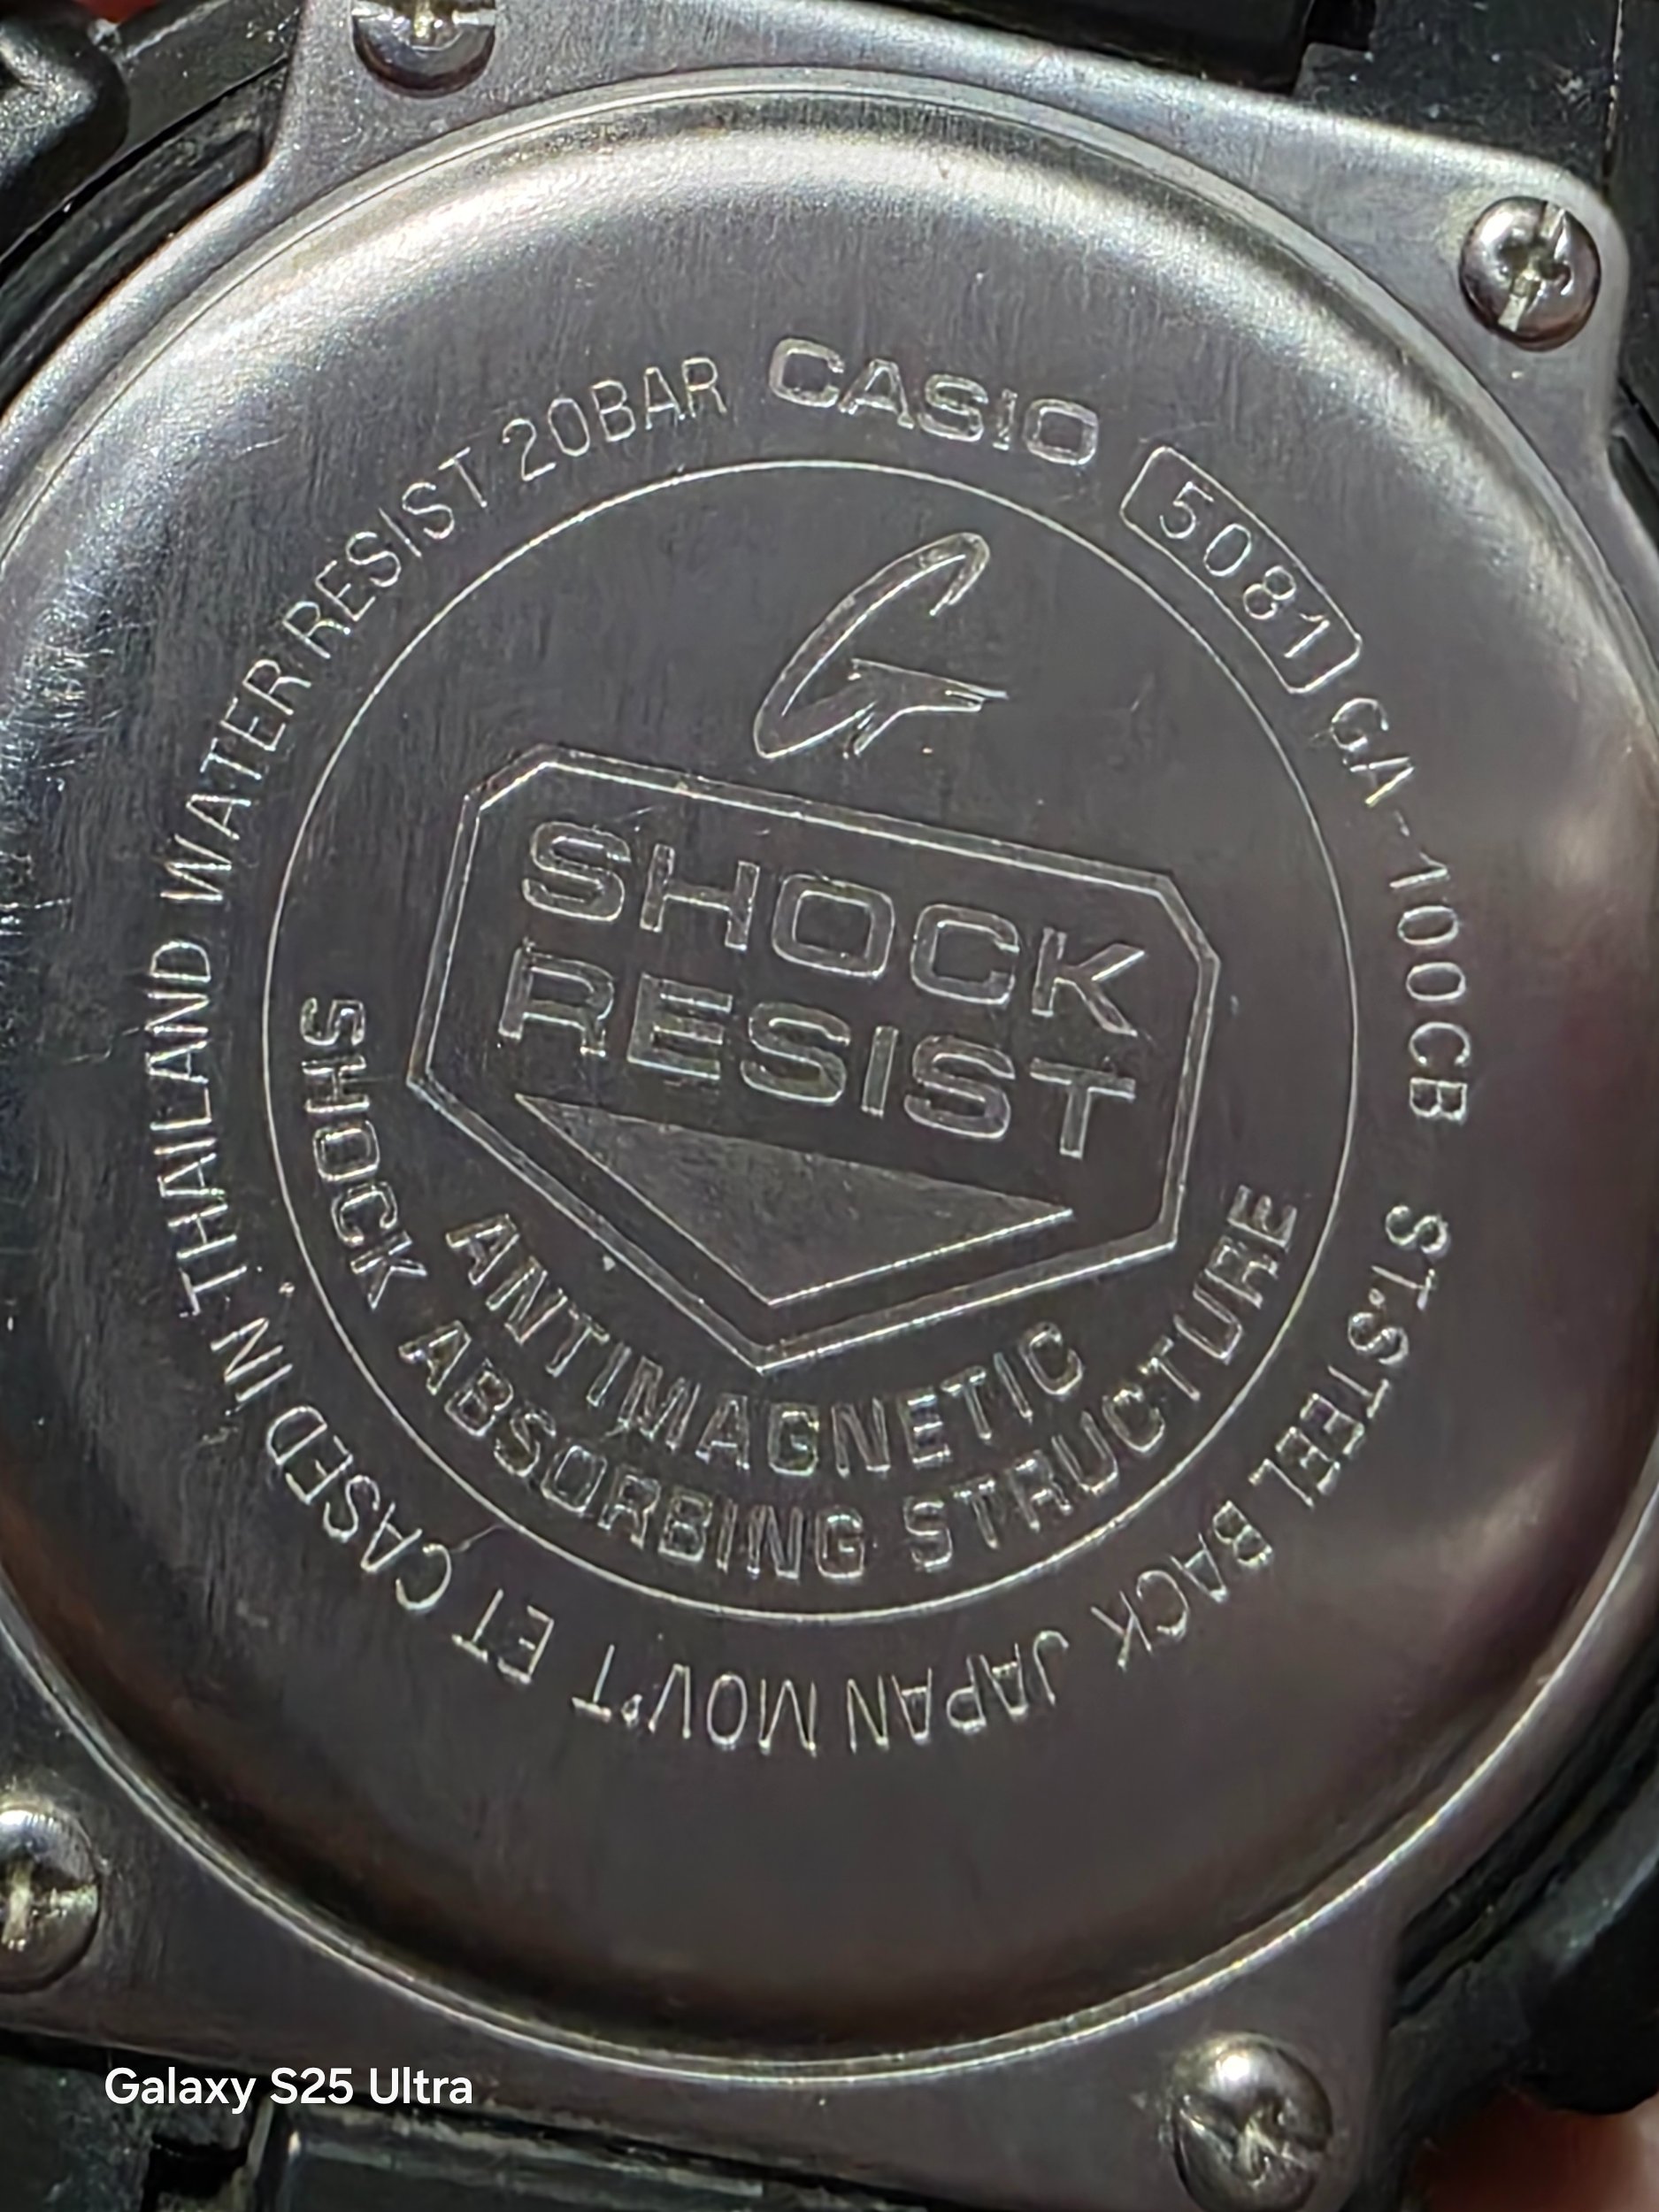 CASIO 5081 GA-100CB ST.STEEL BACK JAPAN MOV'T ET CASED IN THAILAND WATER RESIST 20BAR
G
SHOCK
RESIST
ANTIMAGNETIC
SHOCK ABSORBING STRUCTURE
Galaxy S25 Ultra